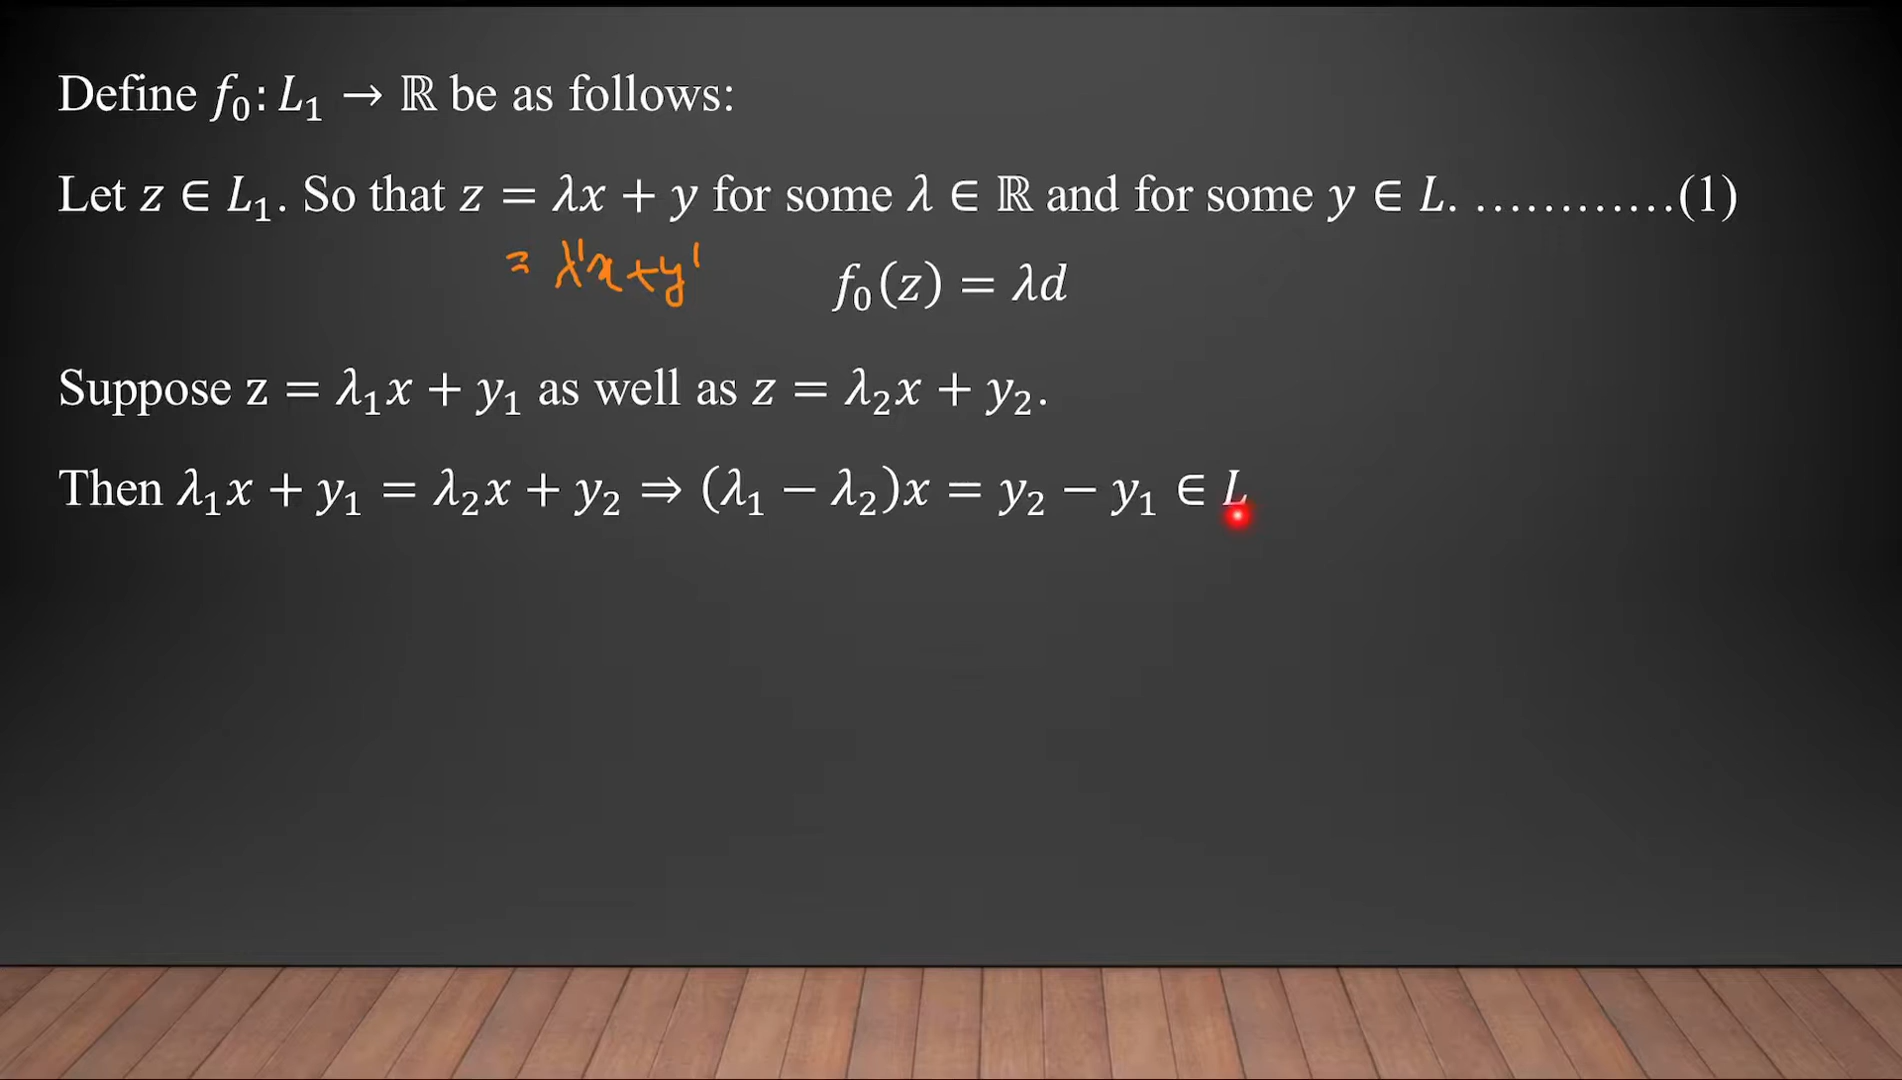 Define f₀: L₁ → ℝ be as follows:
Let z ∈ L₁. So that z = λx + y for some λ ∈ ℝ and for some y ∈ L. …………(1)
= λ'x + y'
f₀(z) = λd
Suppose z = λ₁x + y₁ as well as z = λ₂x + y₂.
Then λ₁x + y₁ = λ₂x + y₂ ⇒ (λ₁ − λ₂)x = y₂ − y₁ ∈ L